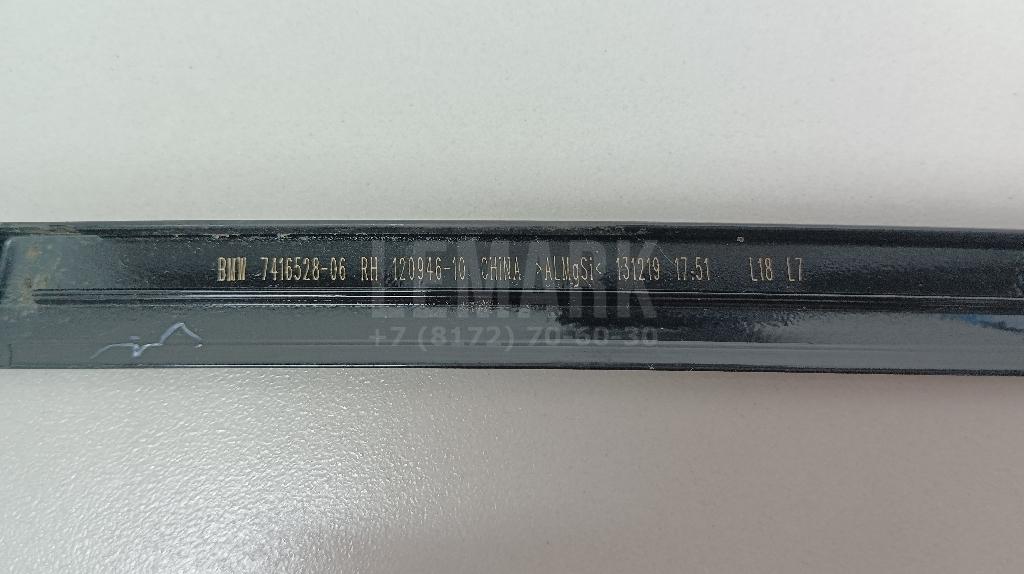 BMW 7416528-06 RH 120946-10 CHINA >ALMgSi< 131219 17:51 L18 L7
LEMARK
+7 (8172) 70 60 30